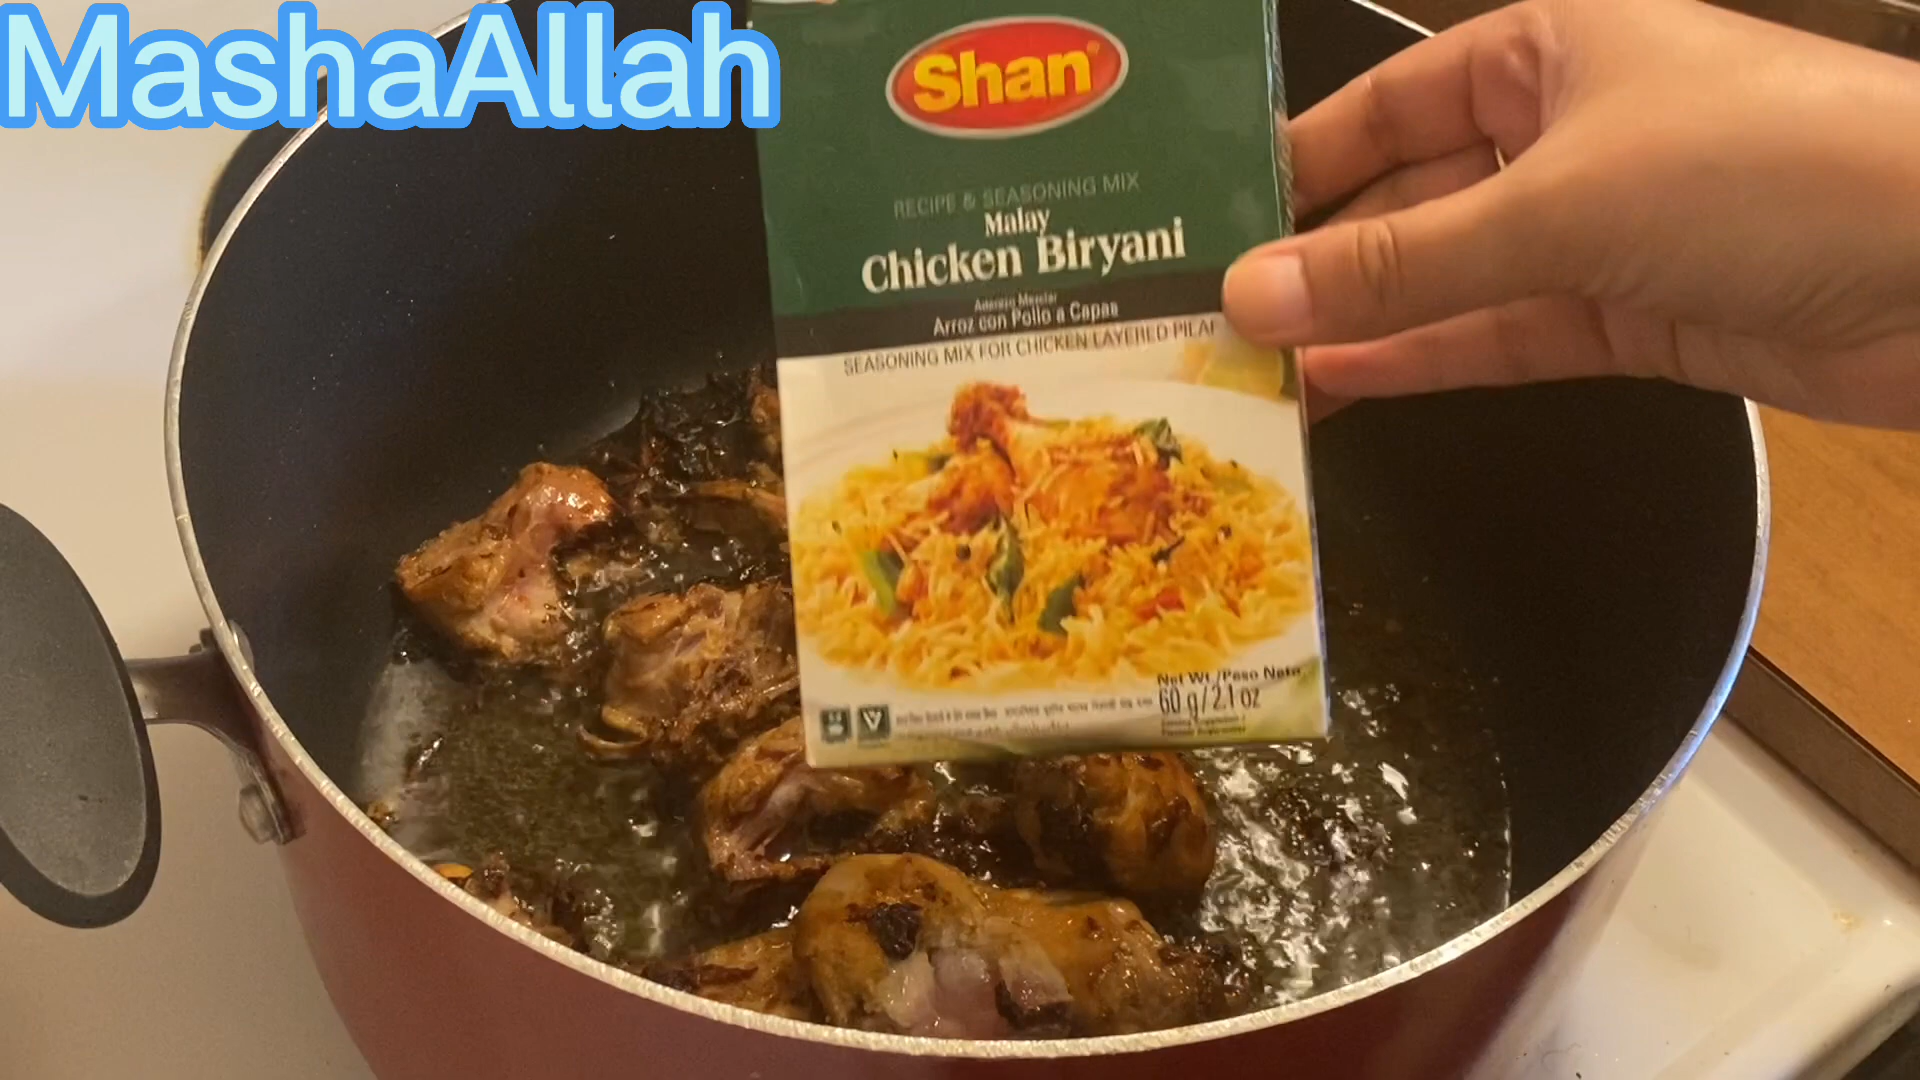 MashaAllah
Shan
RECIPE & SEASONING MIX
Malay
Chicken Biryani
Arroz con Pollo a Capas
SEASONING MIX FOR CHICKEN LAYERED PILAF
Net Wt./Peso Neto
60 g/2.1 oz